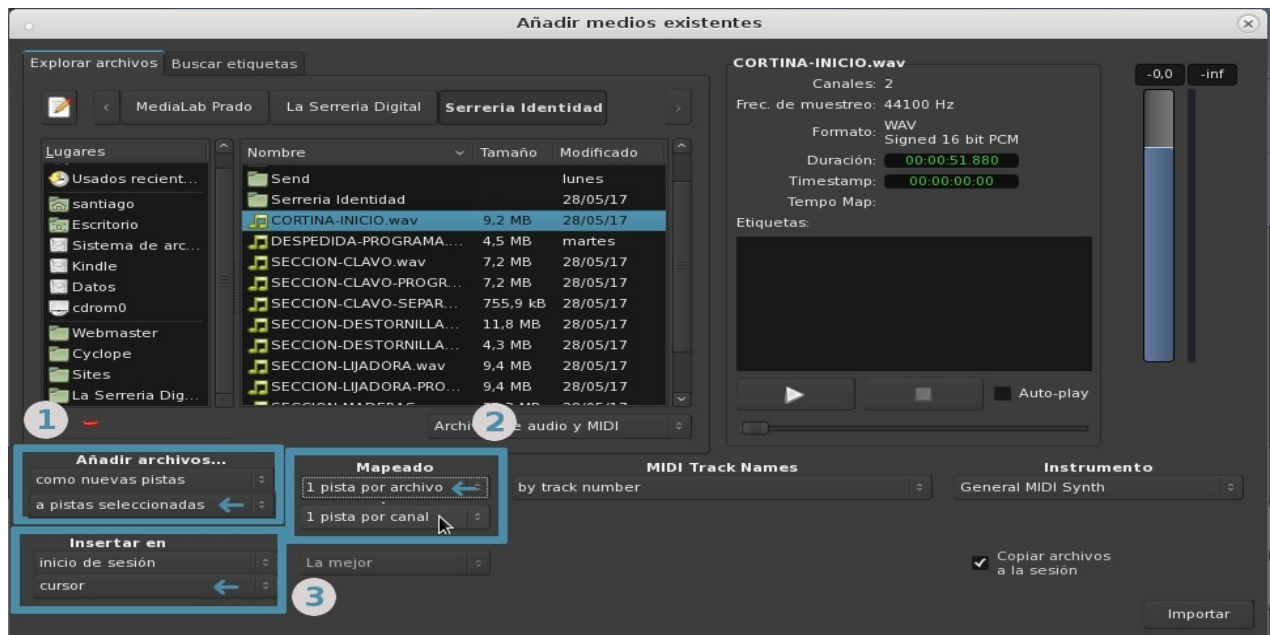 Añadir medios existentes
Explorar archivos Buscar etiquetas
MediaLab Prado La Serreria Digital Serreria Identidad
Lugares
Usados recient...
santiago
Escritorio
Sistema de arc...
Kindle
Datos
cdrom0
Webmaster
Cyclope
Sites
La Serreria Dig...
Nombre Tamaño Modificado
Send lunes
Serreria Identidad 28/05/17
CORTINA-INICIO.wav 9,2 MB 28/05/17
DESPEDIDA-PROGRAMA.... 4,5 MB martes
SECCION-CLAVO.wav 7,2 MB 28/05/17
SECCION-CLAVO-PROGR... 7,2 MB 28/05/17
SECCION-CLAVO-SEPAR... 755,9 kB 28/05/17
SECCION-DESTORNILLA... 11,8 MB 28/05/17
SECCION-DESTORNILLA... 4,3 MB 28/05/17
SECCION-LIJADORA.wav 9,4 MB 28/05/17
SECCION-LIJADORA-PRO... 9,4 MB 28/05/17
CORTINA-INICIO.wav
Canales: 2
Frec. de muestreo: 44100 Hz
Formato: WAV
Signed 16 bit PCM
Duración: 00:00:51.880
Timestamp: 00:00:00:00
Tempo Map:
Etiquetas:
Auto-play
-0,0 -inf
1
2
audio y MIDI
Añadir archivos...
como nuevas pistas
a pistas seleccionadas
Mapeado
1 pista por archivo
1 pista por canal
MIDI Track Names
by track number
Instrumento
General MIDI Synth
Insertar en
inicio de sesión
cursor
3
La mejor
Copiar archivos
a la sesión
Importar